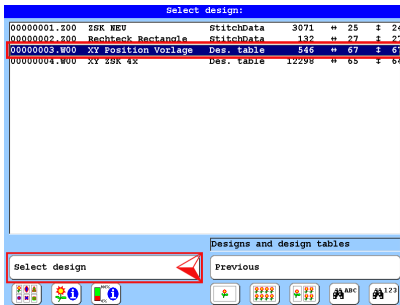 Select design:
00000001.Z00 ZSK NEU StitchData 3071 ↔ 25 ↕ 24
00000002.Z00 Rechteck Rectangle StitchData 132 ↔ 27 ↕ 27
00000003.W00 XY Position Vorlage Des. table 546 ↔ 67 ↕ 67
00000004.W00 XY ZSK 4x Des. table 12298 ↔ 65 ↕ 64
Designs and design tables
Select design Previous
ABC 123